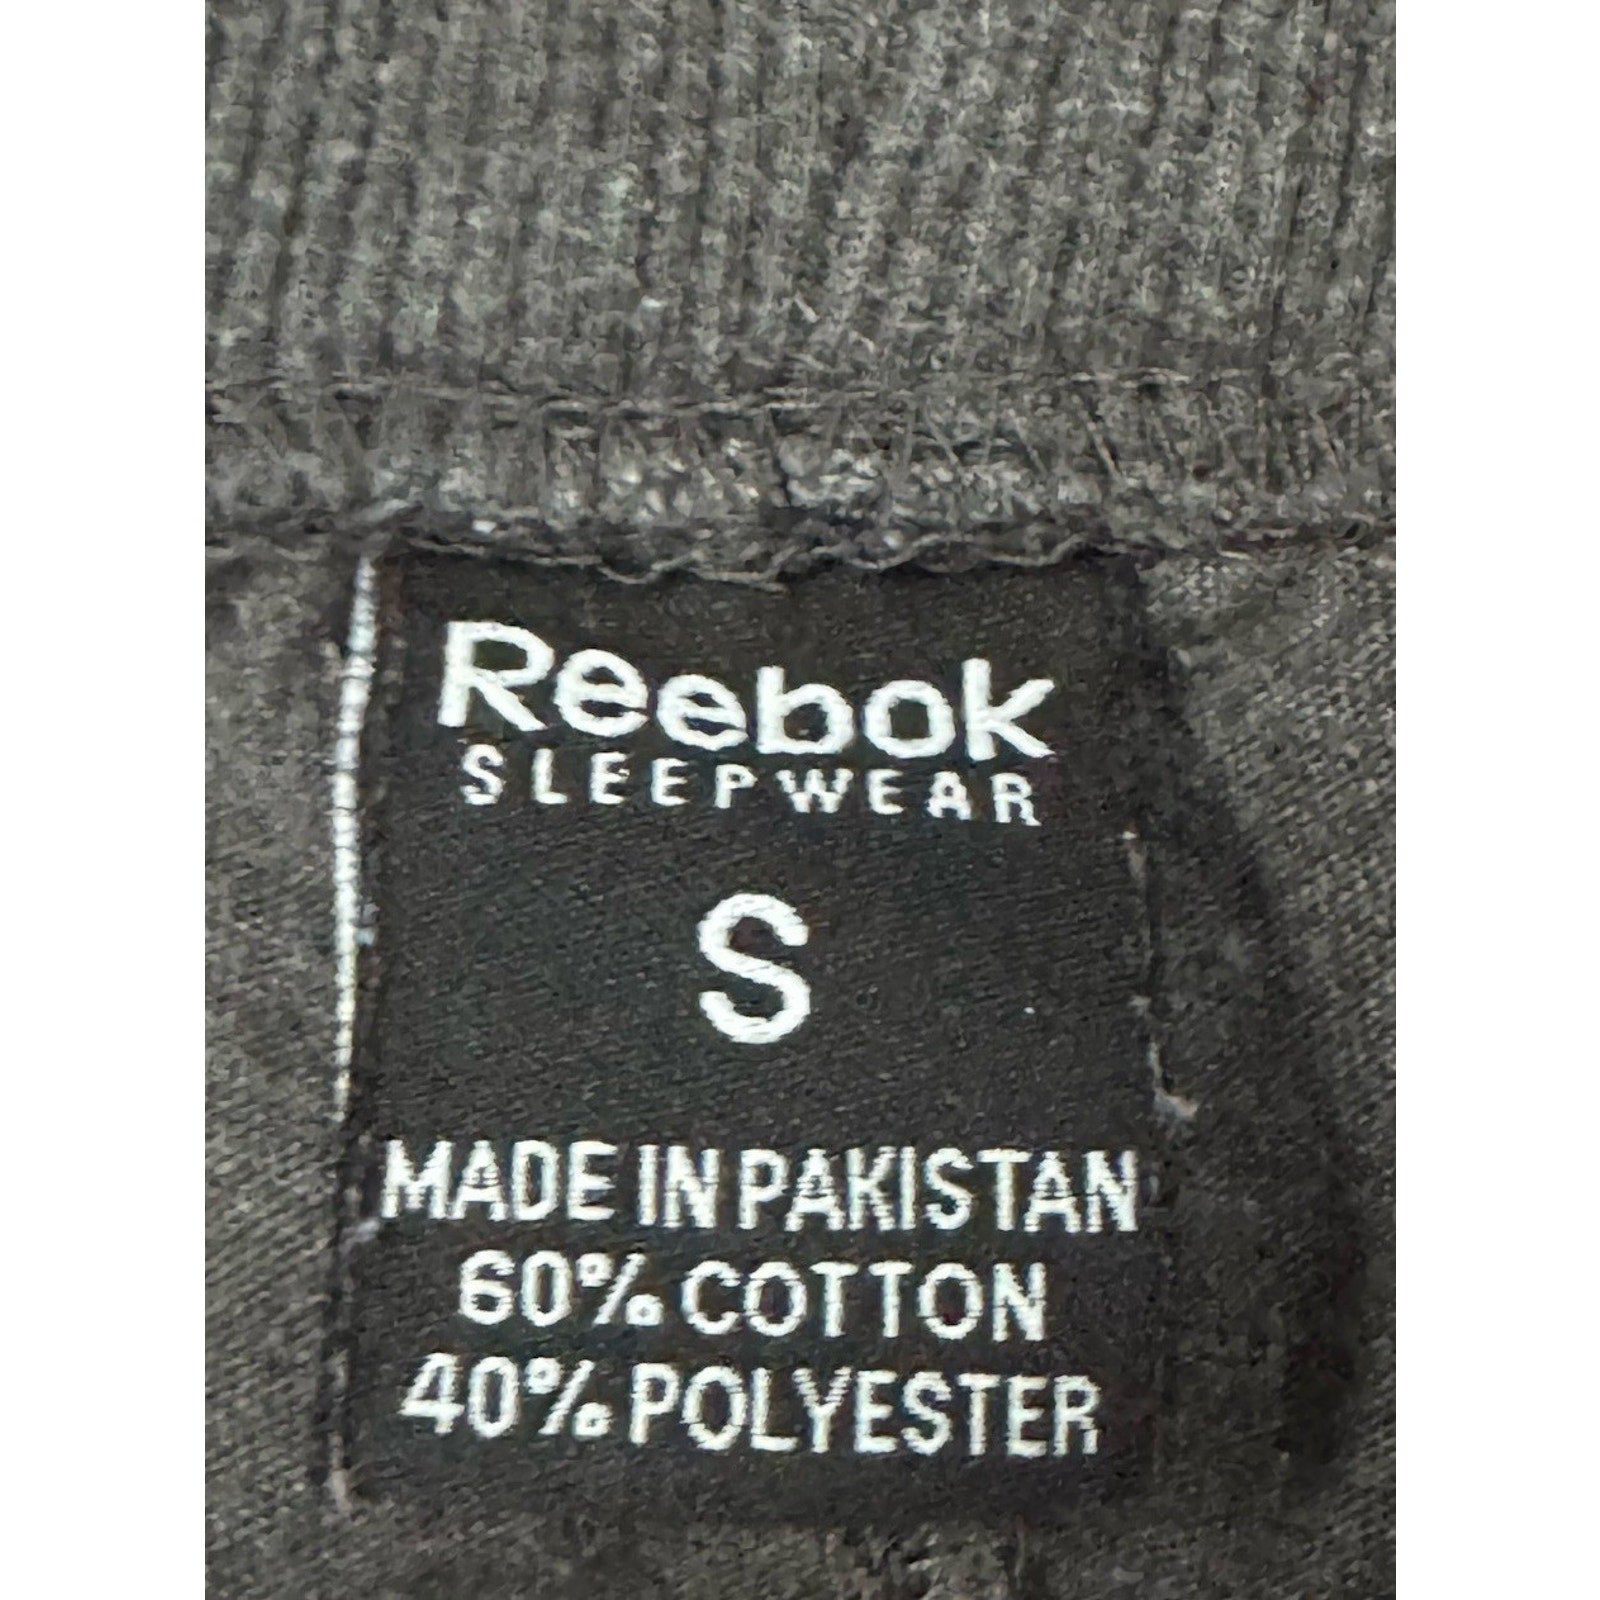 Reebok
SLEEPWEAR
S
MADE IN PAKISTAN
60% COTTON
40% POLYESTER